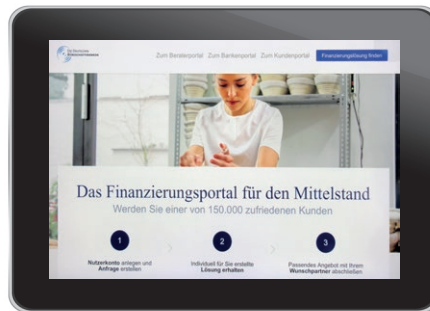 Zum Beraterportal Zum Bankenportal Zum Kundenportal Finanzierungslösung finden
Das Finanzierungsportal für den Mittelstand
Werden Sie einer von 150.000 zufriedenen Kunden
1 2 3
Nutzerkonto anlegen und Individuell für Sie erstellte Passendes Angebot mit Ihrem
Anfrage erstellen Lösung erhalten Wunschpartner abschließen